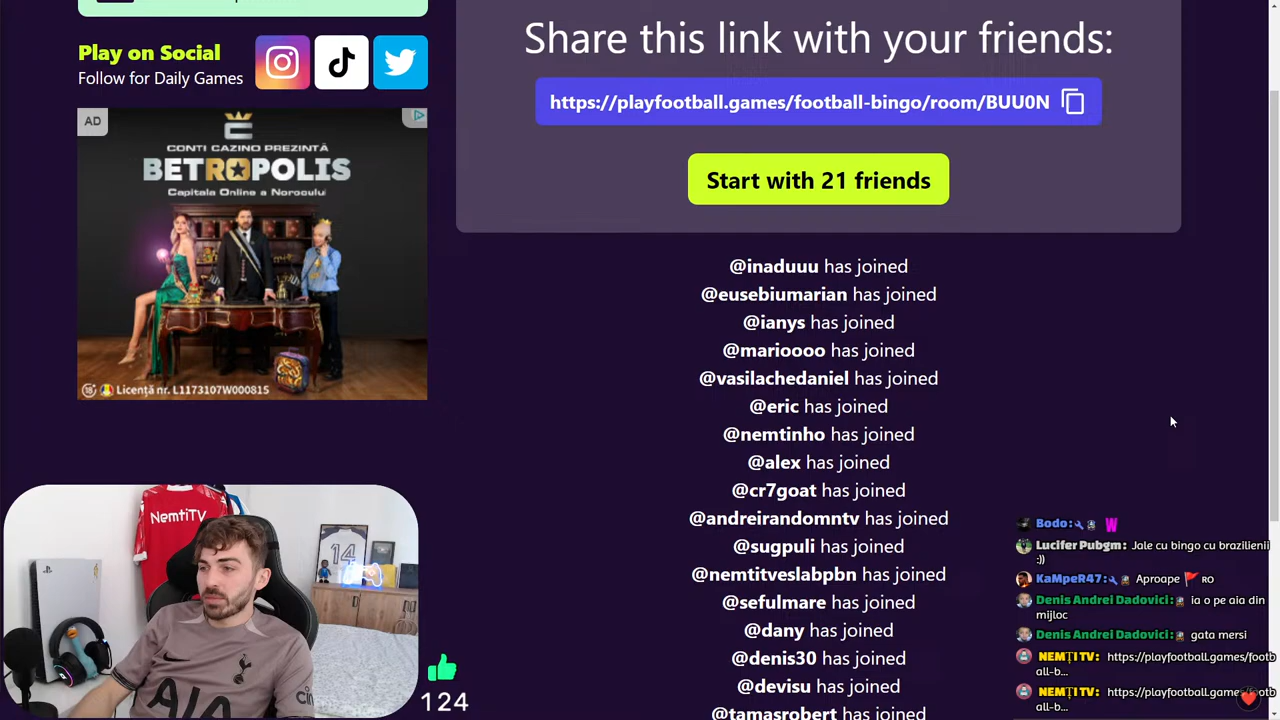 Share this link with your friends:
Play on Social
Follow for Daily Games
https://playfootball.games/football-bingo/room/BUU0N
AD
CONTI CAZINO PREZINTĂ
BETROPOLIS
Capitala Online a Norocului
Licență nr. L1173107W000815
Start with 21 friends
@inaduuu has joined
@eusebiumarian has joined
@ianys has joined
@marioooo has joined
@vasilachedaniel has joined
@eric has joined
@nemtinho has joined
@alex has joined
@cr7goat has joined
@andreirandomntv has joined
@sugpuli has joined
@nemtitveslabpbn has joined
@sefulmare has joined
@dany has joined
@denis30 has joined
@devisu has joined
@tamasrobert has joined
NemtiTV
14
AIA
124
Bodo: W
Lucifer Pubgm: Jale cu bingo cu brazilienii
:))
KaMpeR47: Aproape RO
Denis Andrei Dadovici: ia o pe aia din
mijloc
Denis Andrei Dadovici: gata mersi
NEMTI TV: https://playfootball.games/footb
all-b...
NEMTI TV: https://playfootball.games/footb
all-b...